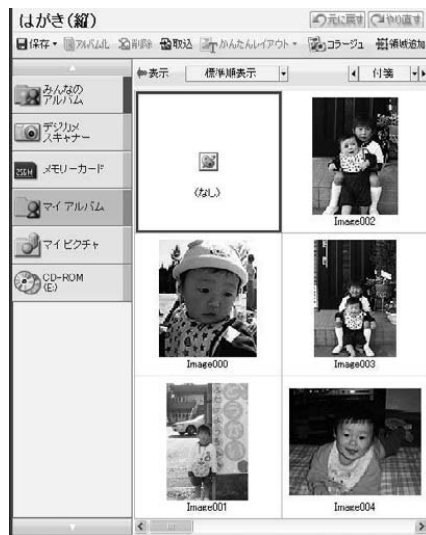 はがき(縦)
元に戻す やり直す
保存 アルバムに 削除 取込 かんたんレイアウト コラージュ 領域追加
表示 標準順表示 付箋
みんなの
アルバム
デジカメ
スキャナー
メモリーカード
マイアルバム
マイピクチャ
CD-ROM
(E:)
(なし)
Image002
Image000
Image003
Image001
Image004